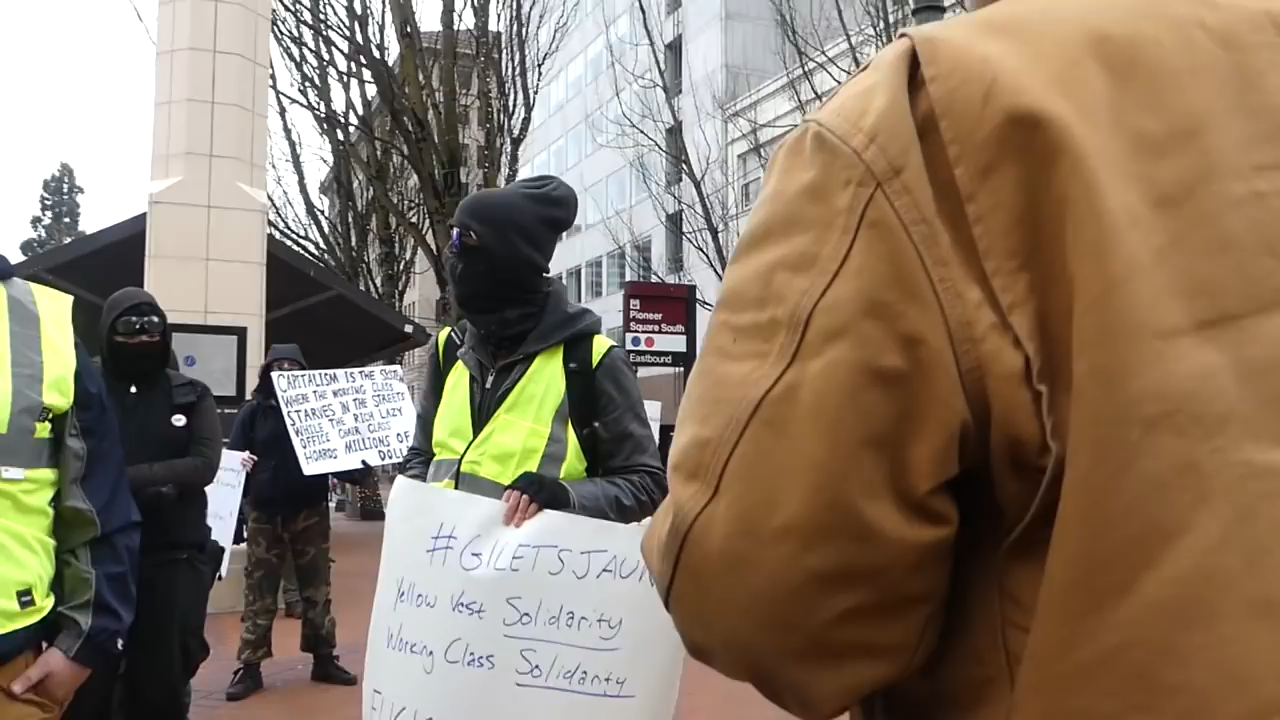 CAPITALISM IS THE SYSTEM
WHERE THE WORKING CLASS
STARVES IN THE STREETS
WHILE THE RICH LAZY
OFFICE CHAIR CLASS
HOARDS MILLIONS OF
DOLL
Pioneer
Square South
Eastbound
#GILETSJAUN
Yellow Vest Solidarity
Working Class Solidarity